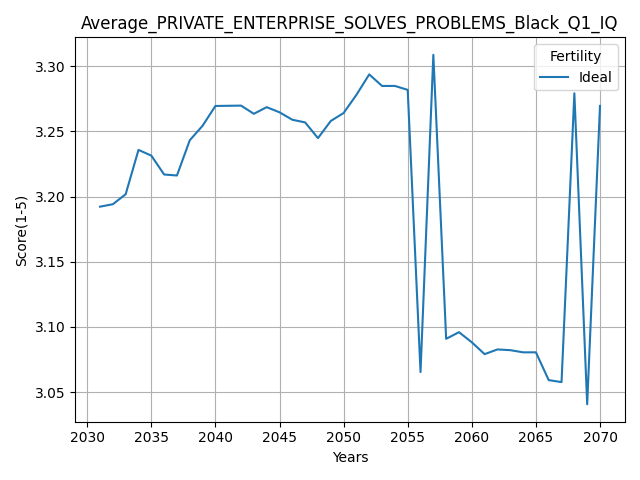 Average_PRIVATE_ENTERPRISE_SOLVES_PROBLEMS_Black_Q1_IQ
Fertility
Ideal
3.30
3.25
3.20
3.15
3.10
3.05
Score(1-5)
2030 2035 2040 2045 2050 2055 2060 2065 2070
Years